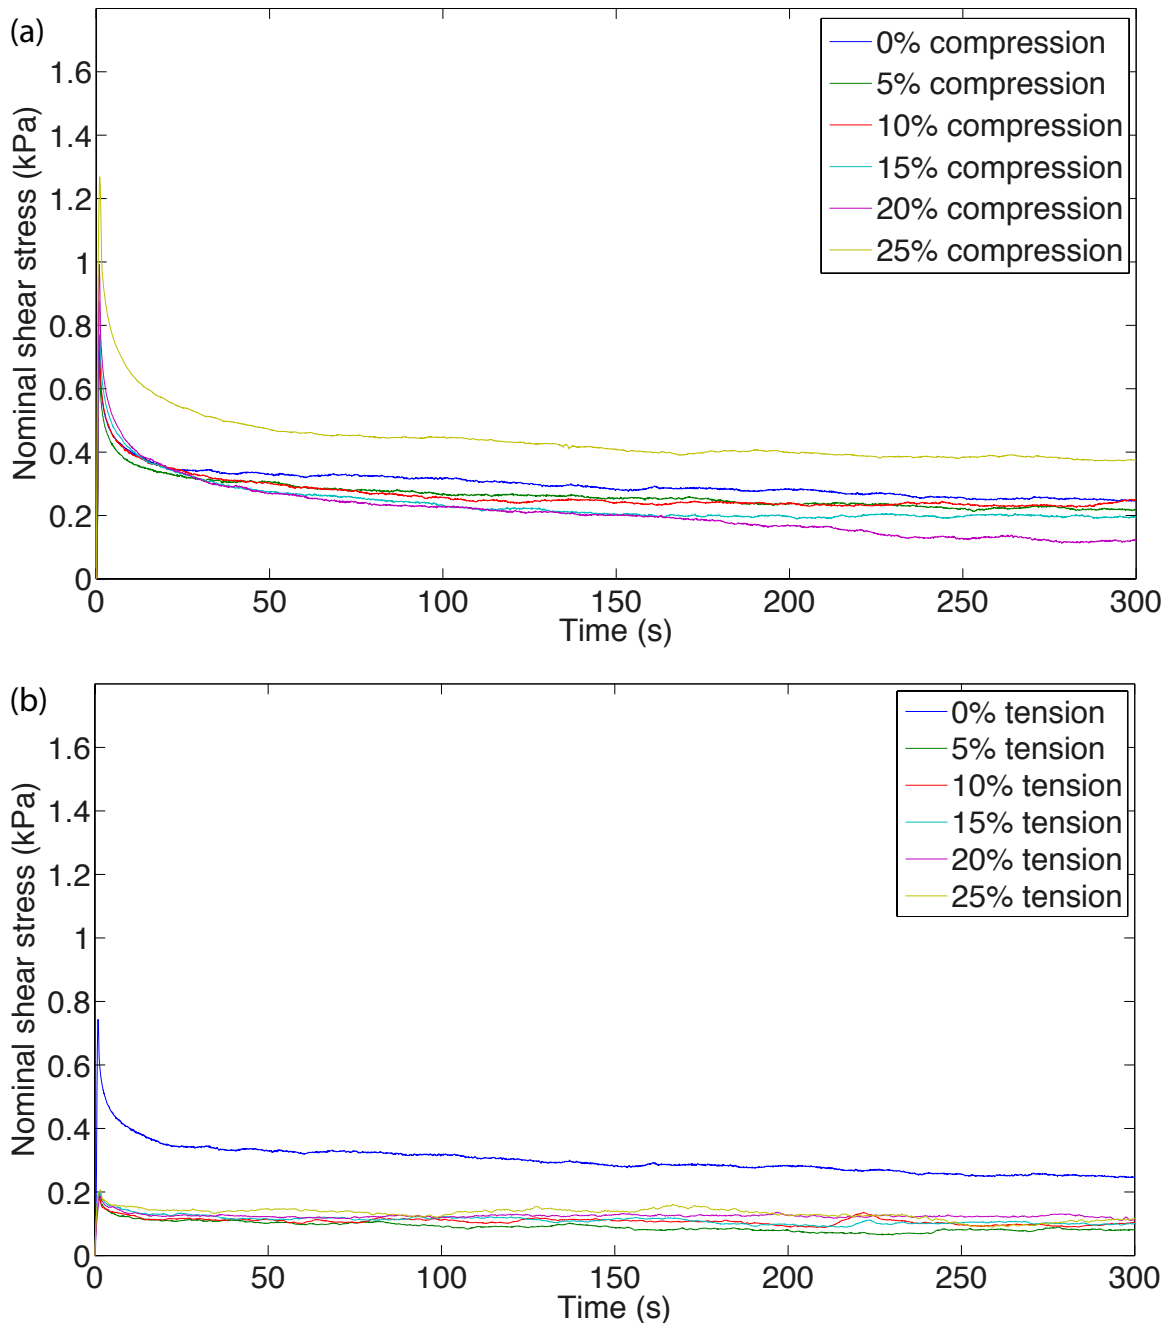 (a)
Nominal shear stress (kPa)
1.6
1.4
1.2
1
0.8
0.6
0.4
0.2
0
0 50 100 150 200 250 300
Time (s)
0% compression
5% compression
10% compression
15% compression
20% compression
25% compression
(b)
Nominal shear stress (kPa)
1.6
1.4
1.2
1
0.8
0.6
0.4
0.2
0
0 50 100 150 200 250 300
Time (s)
0% tension
5% tension
10% tension
15% tension
20% tension
25% tension